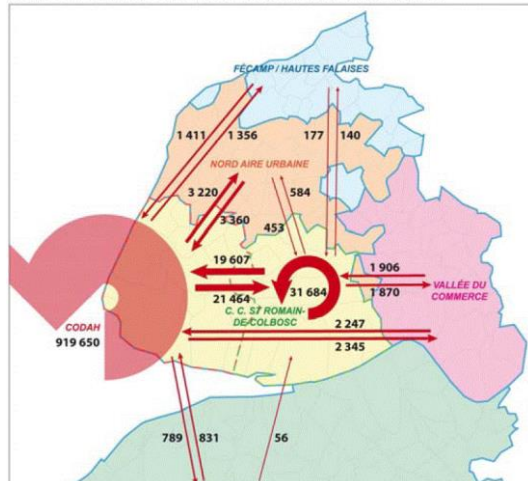 FÉCAMP / HAUTES FALAISES
1 411
1 356
177
140
NORD AIRE URBAINE
3 220
584
3 360
453
19 607
1 906
21 464
31 684
1 870
VALLÉE DU
COMMERCE
C. C. ST ROMAIN-
DE-COLBOSC
CODAH
919 650
2 247
2 345
789
831
56